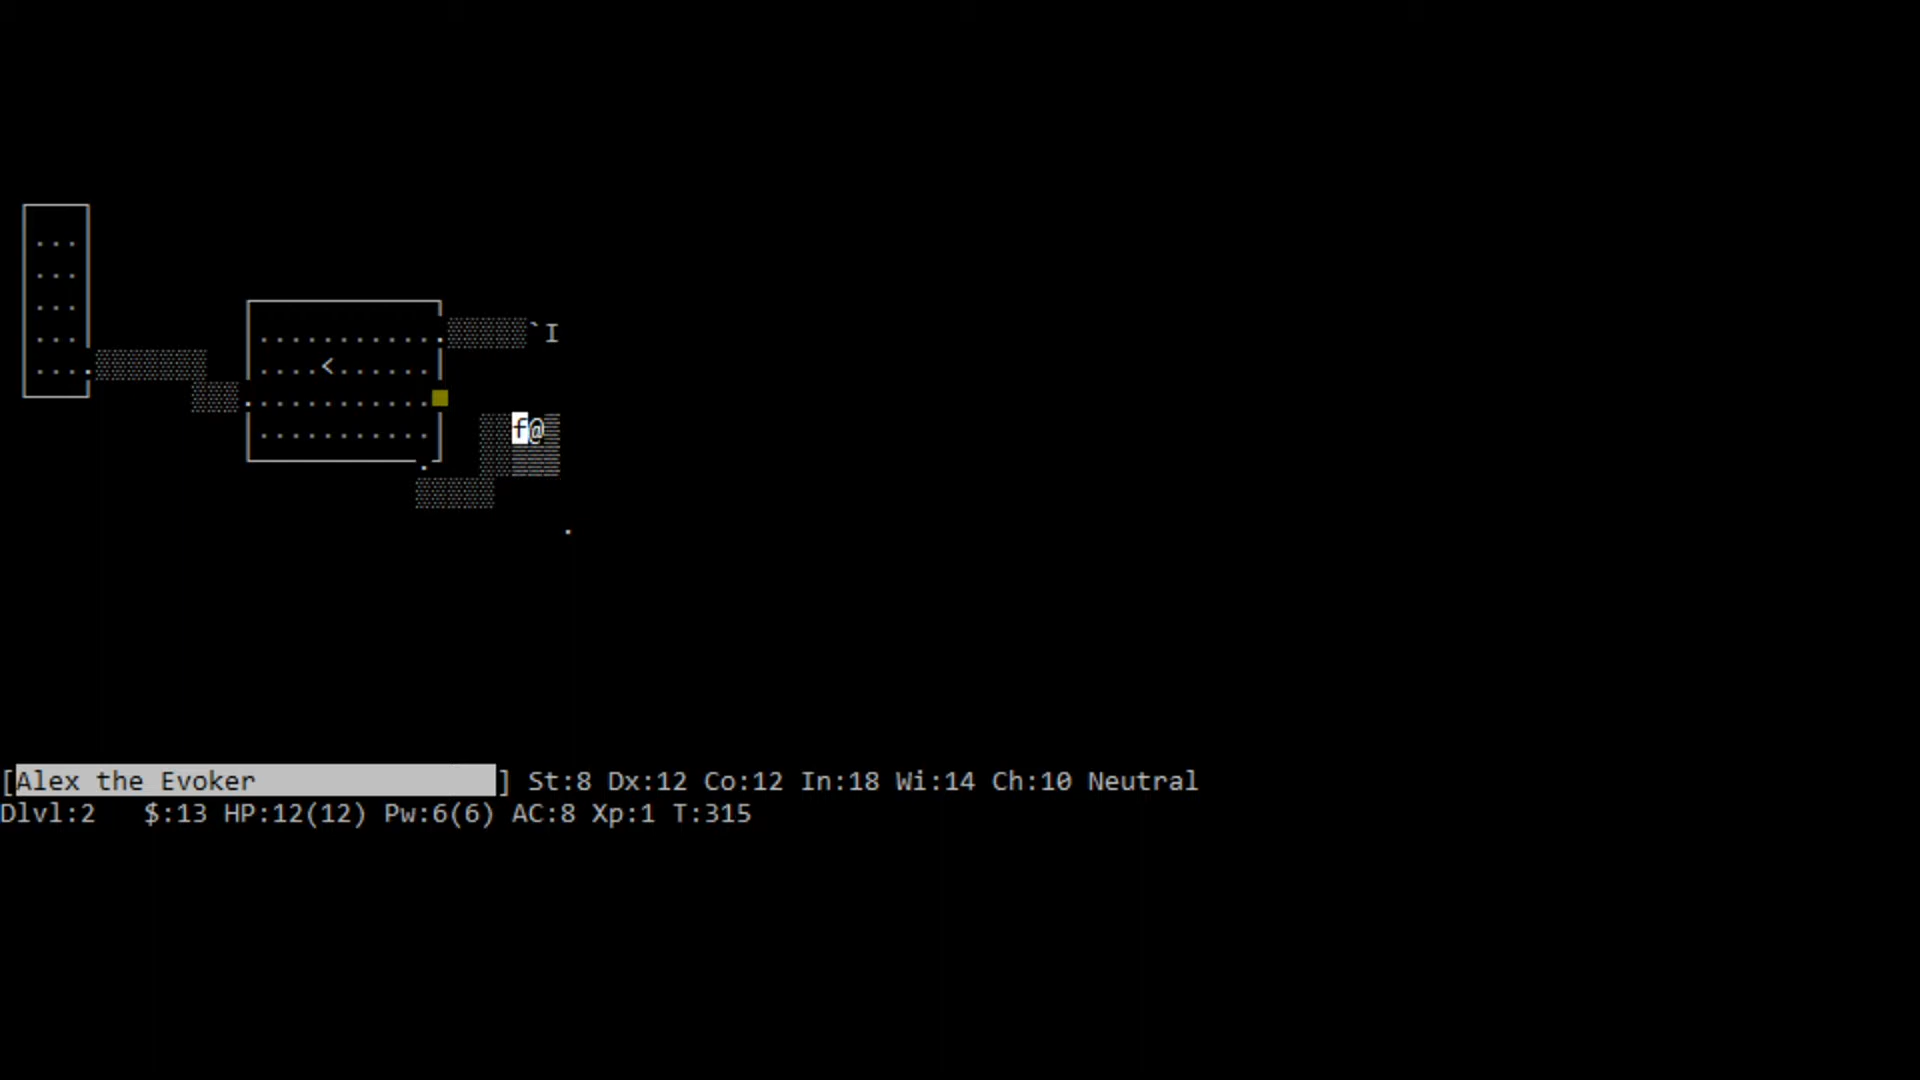 ...
...
...
............`I
...
....<......
.....
............
f@
...........
.
.
[Alex the Evoker ] St:8 Dx:12 Co:12 In:18 Wi:14 Ch:10 Neutral
Dlvl:2 $:13 HP:12(12) Pw:6(6) AC:8 Xp:1 T:315